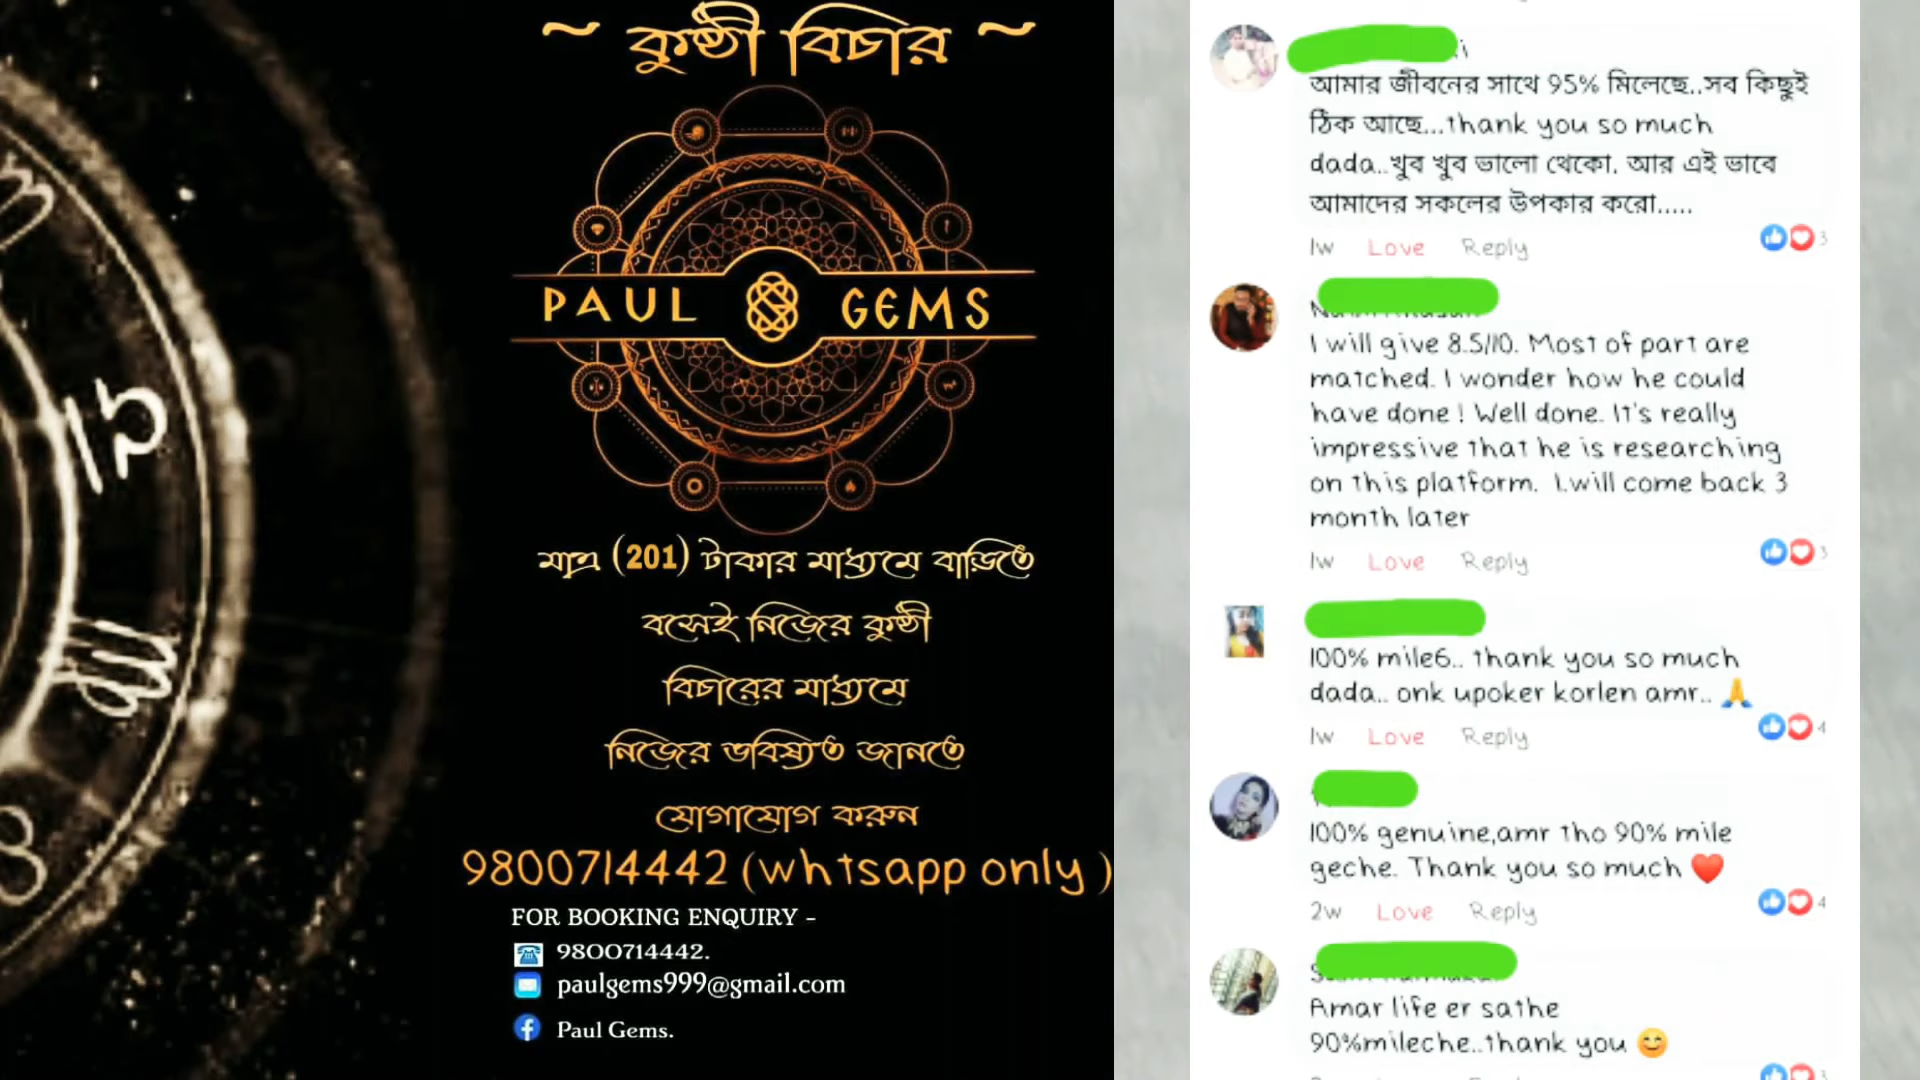 ~ কুষ্ঠী বিচার ~
PAUL GEMS
মাত্র (201) টাকার মাধ্যমে বাড়িতে
বসেই নিজের কুষ্ঠী
বিচারের মাধ্যমে
নিজের ভবিষ্যত জানতে
যোগাযোগ করুন
9800714442 (whtsapp only )
FOR BOOKING ENQUIRY -
9800714442.
paulgems999@gmail.com
Paul Gems.
আমার জীবনের সাথে 95% মিলেছে..সব কিছুই
ঠিক আছে...thank you so much
dada..খুব খুব ভালো থেকো. আর এই ভাবে
আমাদের সকলের উপকার করো.....
1w Love Reply 3
I will give 8.5/10. Most of part are
matched. I wonder how he could
have done ! Well done. It's really
impressive that he is researching
on this platform. I.will come back 3
month later
1w Love Reply 3
100% mile6.. thank you so much
dada.. onk upoker korlen amr.. 🙏
1w Love Reply 4
100% genuine,amr tho 90% mile
geche. Thank you so much ❤️
2w Love Reply 4
Amar life er sathe
90%mileche..thank you 😊